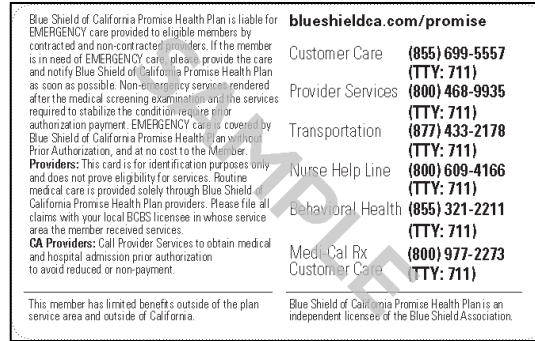 Blue Shield of California Promise Health Plan is liable for
EMERGENCY care provided to eligible members by
contracted and non-contracted providers. If the member
is in need of EMERGENCY care, please provide the care
and notify Blue Shield of California Promise Health Plan
as soon as possible. Non-emergency services rendered
after the medical screening examination and the services
required to stabilize the condition require prior
authorization payment. EMERGENCY care is covered by
Blue Shield of California Promise Health Plan without
Prior Authorization, and at no cost to the Member.
Providers: This card is for identification purposes only
and does not prove eligibility for services. Routine
medical care is provided solely through Blue Shield of
California Promise Health Plan providers. Please file all
claims with your local BCBS licensee in whose service
area the member received services.
CA Providers: Call Provider Services to obtain medical
and hospital admission prior authorization
to avoid reduced or non-payment.
This member has limited benefits outside of the plan
service area and outside of California.
blueshieldca.com/promise
Customer Care (855) 699-5557
(TTY: 711)
Provider Services (800) 468-9935
(TTY: 711)
Transportation (877) 433-2178
(TTY: 711)
Nurse Help Line (800) 609-4166
(TTY: 711)
Behavioral Health (855) 321-2211
(TTY: 711)
Medi-Cal Rx (800) 977-2273
Customer Care (TTY: 711)
Blue Shield of California Promise Health Plan is an
independent licensee of the Blue Shield Association.
SAMPLE